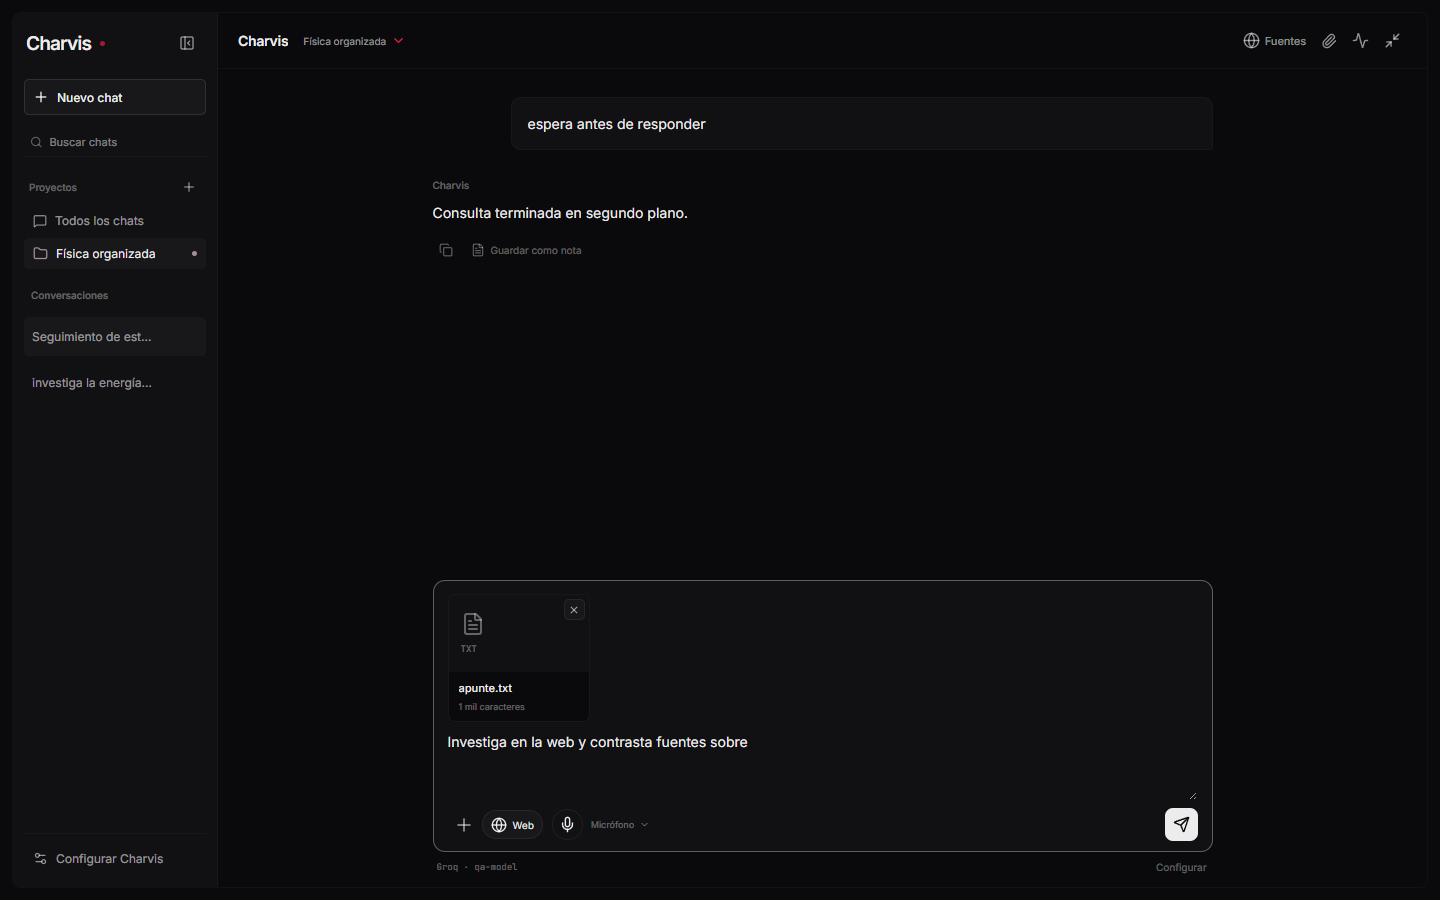 Charvis
Nuevo chat
Buscar chats
Proyectos
Todos los chats
Física organizada
Conversaciones
Seguimiento de est...
investiga la energía...
Configurar Charvis
Charvis
Física organizada
Fuentes
espera antes de responder
Charvis
Consulta terminada en segundo plano.
Guardar como nota
TXT
apunte.txt
1 mil caracteres
Investiga en la web y contrasta fuentes sobre
Web
Micrófono
Groq · qa-model
Configurar